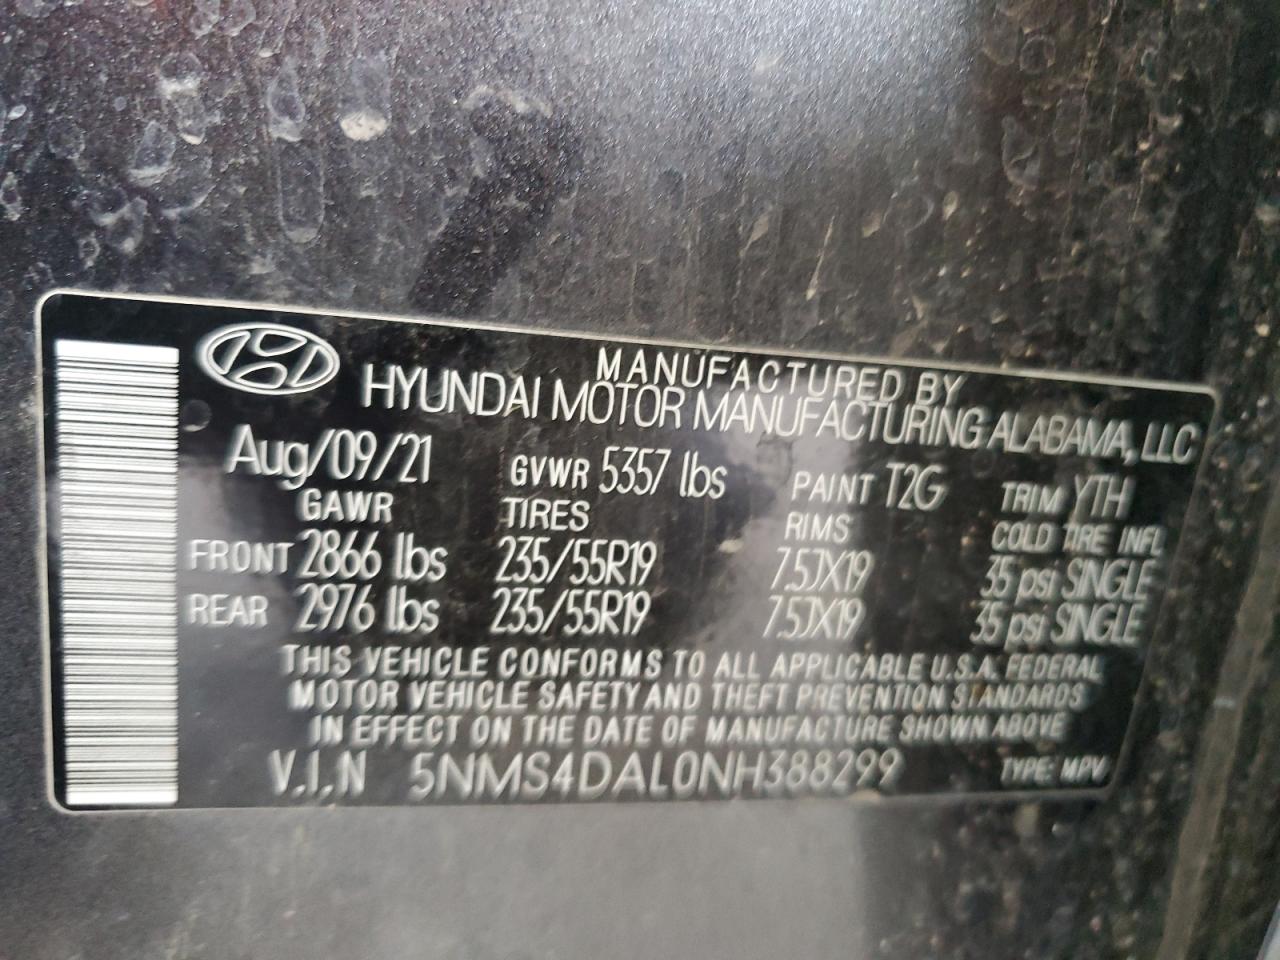 MANUFACTURED BY
HYUNDAI MOTOR MANUFACTURING ALABAMA, LLC
Aug/09/21 GVWR 5357 lbs PAINT T2G TRIM YTH
GAWR TIRES RIMS COLD TIRE INFL
FRONT 2866 lbs 235/55R19 7.5JX19 35 psi SINGLE
REAR 2976 lbs 235/55R19 7.5JX19 35 psi SINGLE
THIS VEHICLE CONFORMS TO ALL APPLICABLE U.S.A. FEDERAL
MOTOR VEHICLE SAFETY AND THEFT PREVENTION STANDARDS
IN EFFECT ON THE DATE OF MANUFACTURE SHOWN ABOVE
V.I.N 5NMS4DAL0NH388299 TYPE: MPV